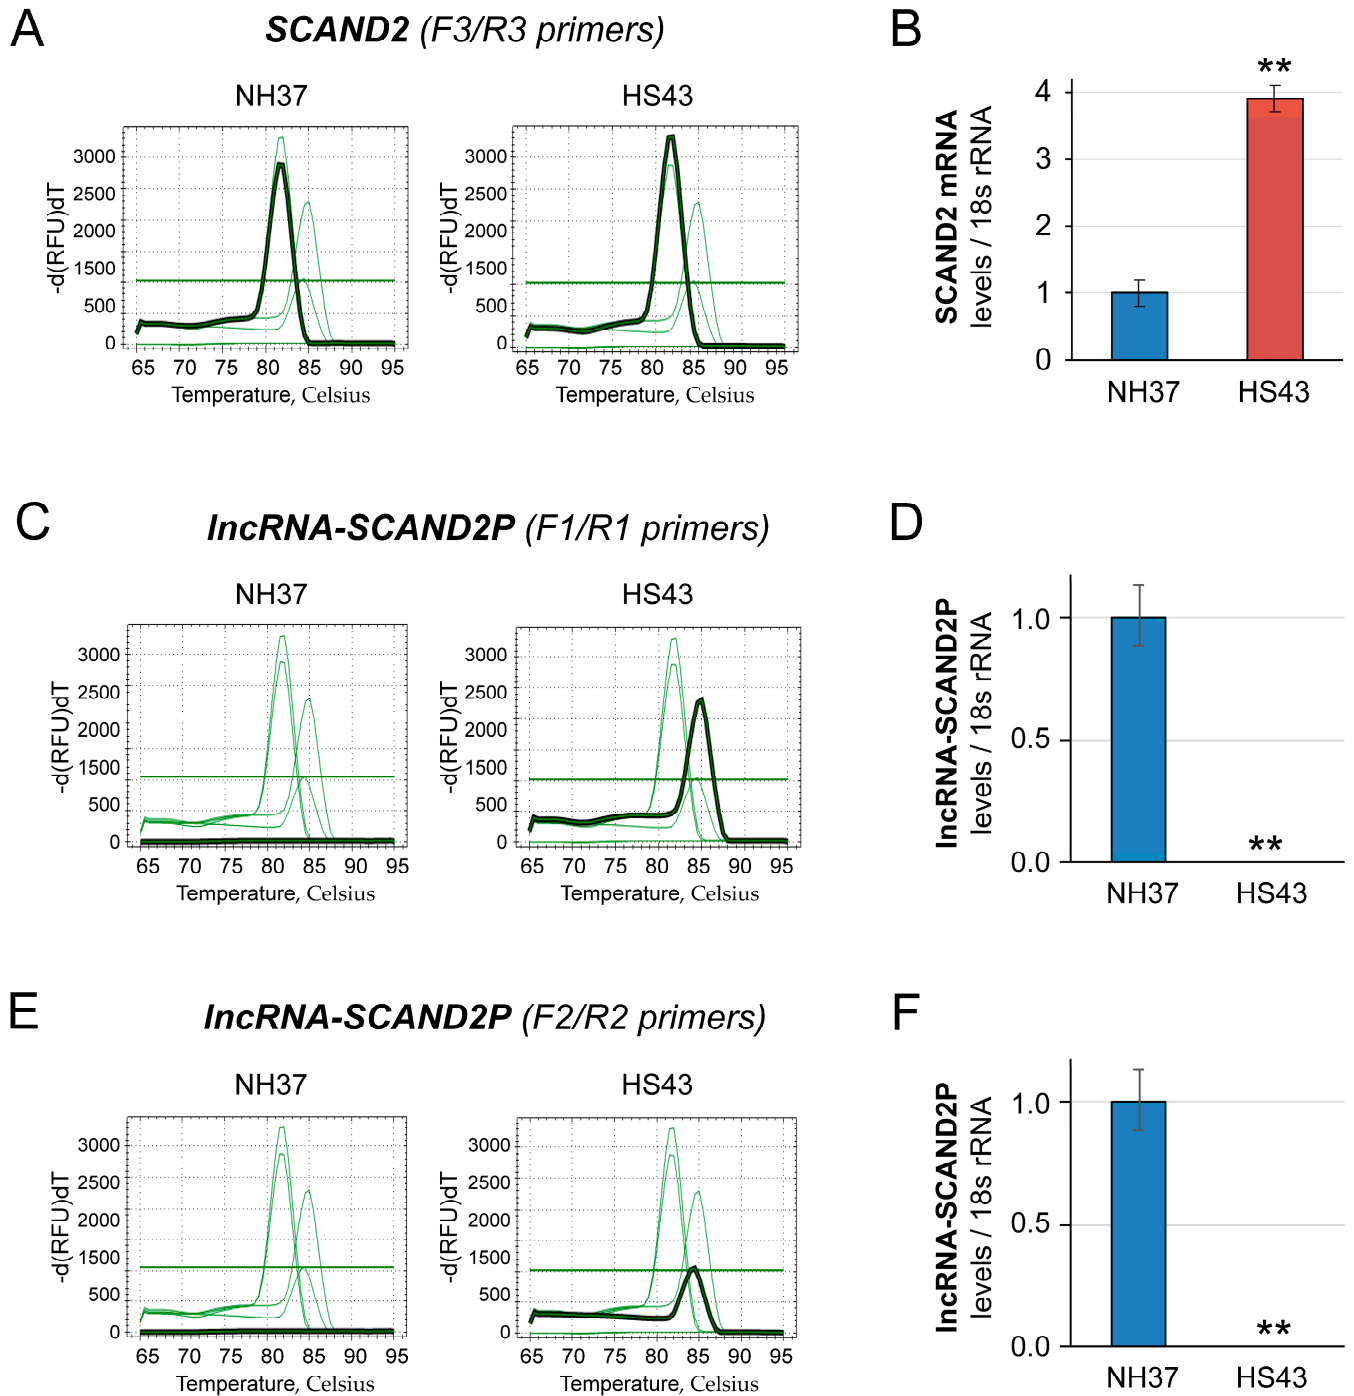 A
SCAND2 (F3/R3 primers)
NH37
HS43
-d(RFU)dT
3000
2500
2000
1500
500
0
65 70 75 80 85 90 95
Temperature, Celsius
-d(RFU)dT
3000
2500
2000
1500
500
0
65 70 75 80 85 90 95
Temperature, Celsius
B
SCAND2 mRNA
levels / 18s rRNA
4
3
2
1
0
**
NH37 HS43
C
lncRNA-SCAND2P (F1/R1 primers)
NH37
HS43
-d(RFU)dT
3000
2500
2000
1500
500
0
65 70 75 80 85 90 95
Temperature, Celsius
-d(RFU)dT
3000
2500
2000
1500
500
0
65 70 75 80 85 90 95
Temperature, Celsius
D
lncRNA-SCAND2P
levels / 18s rRNA
1.0
0.5
0.0
**
NH37 HS43
E
lncRNA-SCAND2P (F2/R2 primers)
NH37
HS43
-d(RFU)dT
3000
2500
2000
1500
500
0
65 70 75 80 85 90 95
Temperature, Celsius
-d(RFU)dT
3000
2500
2000
1500
500
0
65 70 75 80 85 90 95
Temperature, Celsius
F
lncRNA-SCAND2P
levels / 18s rRNA
1.0
0.5
0.0
**
NH37 HS43